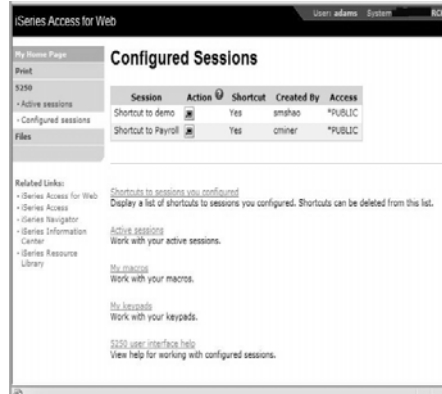 iSeries Access for Web
User: adams System
My Home Page
Print
5250
• Active sessions
• Configured sessions
Files
Related Links:
• iSeries Access for Web
• iSeries Access
• iSeries Navigator
• iSeries Information
Center
• iSeries Resource
Library
Configured Sessions
Session Action Shortcut Created By Access
Shortcut to demo Yes smshao *PUBLIC
Shortcut to Payroll Yes cminer *PUBLIC
Shortcuts to sessions you configured
Display a list of shortcuts to sessions you configured. Shortcuts can be deleted from this list.
Active sessions
Work with your active sessions.
My macros
Work with your macros.
My keypads
Work with your keypads.
5250 user interface help
View help for working with configured sessions.